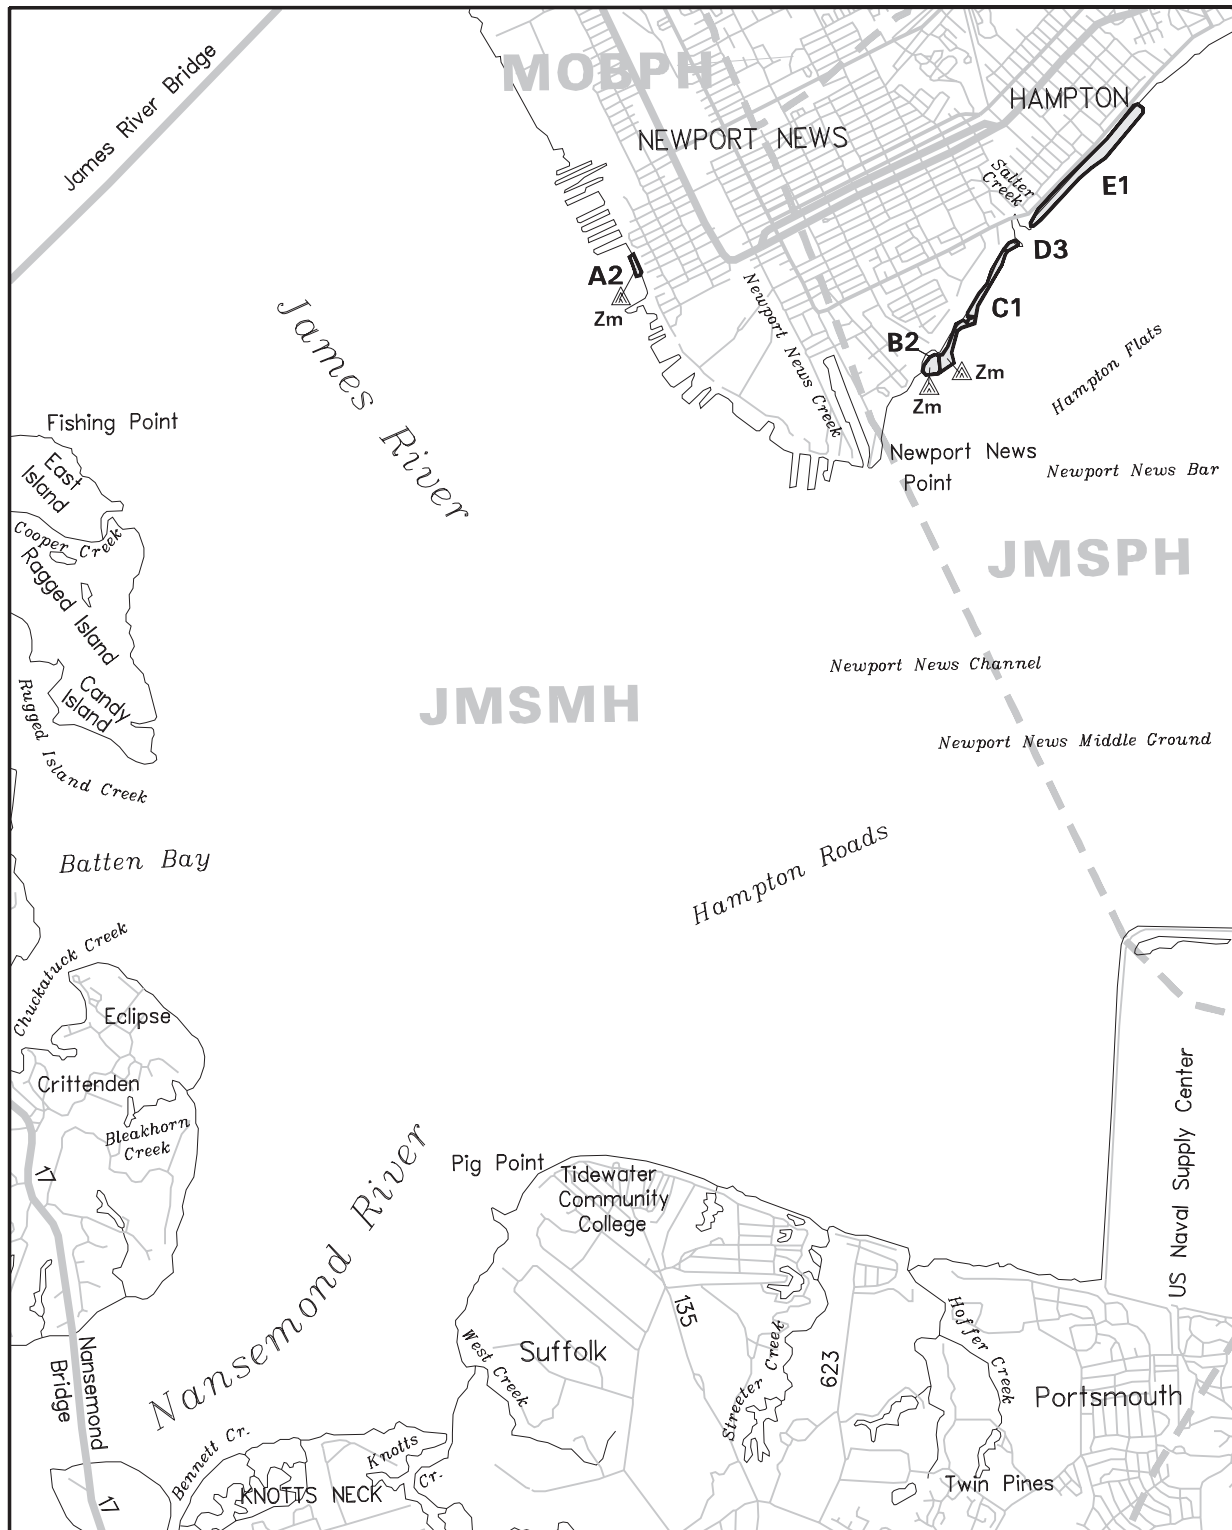 MOBPH
James River Bridge
HAMPTON
NEWPORT NEWS
Salter
Creek
E1
D3
A2
Zm
C1
B2
Zm
Zm
Newport News Creek
Hampton Flats
James River
Fishing Point
East
Island
Newport News
Point
Newport News Bar
Cooper Creek
Ragged Island
JMSPH
Newport News Channel
Candy
Island
JMSMH
Rugged Island Creek
Newport News Middle Ground
Batten Bay
Hampton Roads
Chuckatuck Creek
Eclipse
Crittenden
Bleakhorn
Creek
17
Nansemond River
Pig Point
Tidewater
Community
College
US Naval Supply Center
135
623
Hoffer Creek
Streeter Creek
West Creek
Suffolk
Portsmouth
Nansemond
Bridge
Bennett Cr.
Knotts
Cr.
KNOTTS NECK
Twin Pines
17